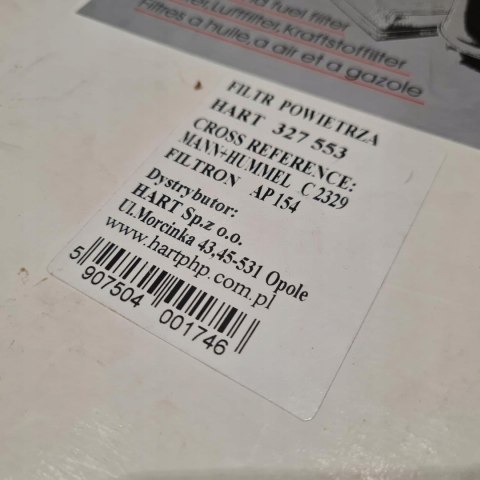 fuel filter
Luftfilter, Kraftstoffilter
Filtres a huile, a air et a gazole
FILTR POWIETRZA
HART 327 553
CROSS REFERENCE:
MANN+HUMMEL C 2329
FILTRON AP 154
Dystrybutor:
HART Sp.z o.o.
Ul.Morcinka 43,45-531 Opole
www.hartphp.com.pl
5 907504 001746